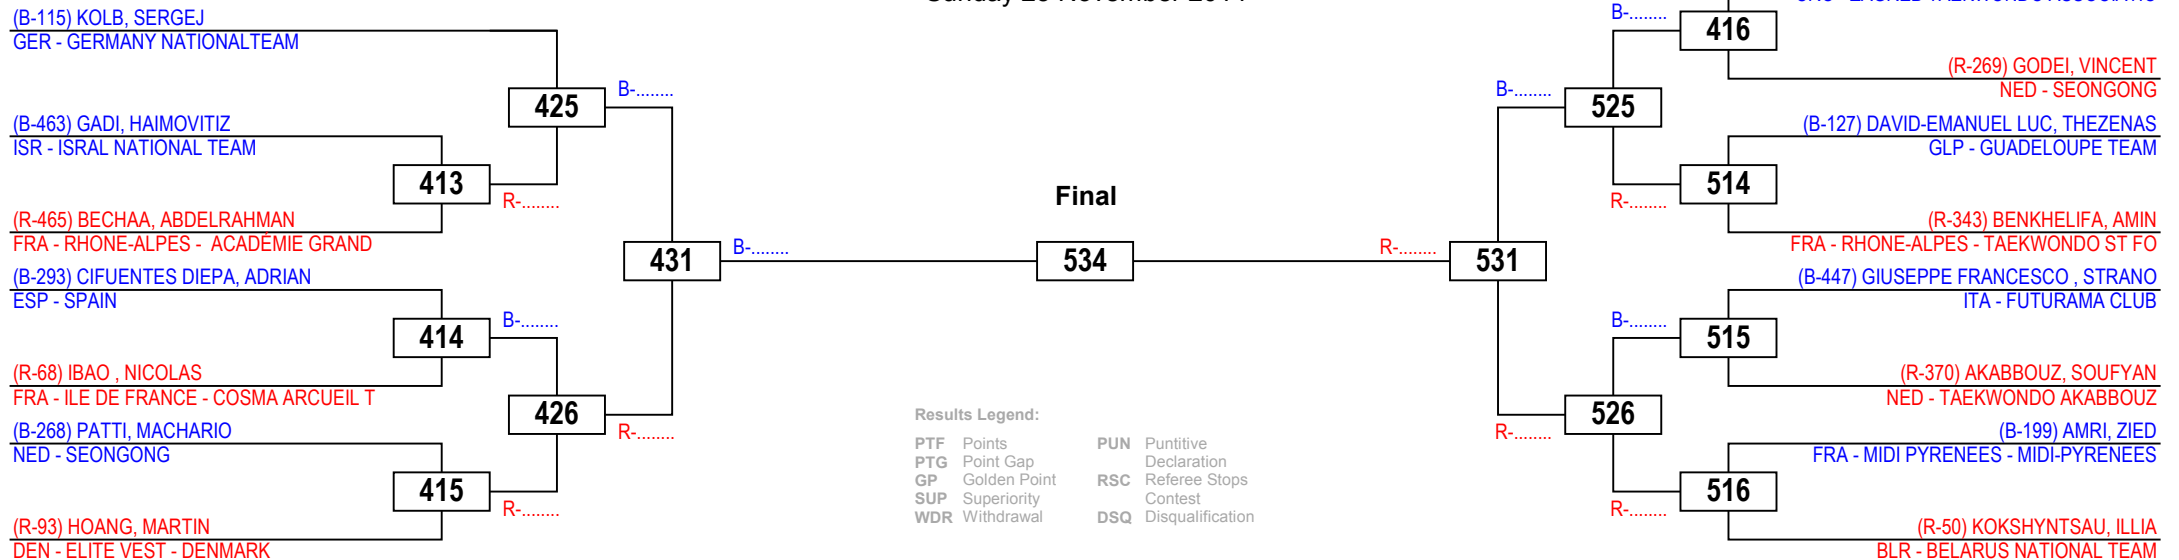 (B-115) KOLB, SERGEJ
GER - GERMANY NATIONALTEAM
(B-463) GADI, HAIMOVITIZ
ISR - ISRAL NATIONAL TEAM
(R-465) BECHAA, ABDELRAHMAN
FRA - RHONE-ALPES - ACADÉMIE GRAND
(B-293) CIFUENTES DIEPA, ADRIAN
ESP - SPAIN
(R-68) IBAO , NICOLAS
FRA - ILE DE FRANCE - COSMA ARCUEIL T
(B-268) PATTI, MACHARIO
NED - SEONGONG
(R-93) HOANG, MARTIN
DEN - ELITE VEST - DENMARK
413
414
415
R-........
B-........
R-........
425
426
B-........
R-........
431
B-........
Final
534
R-........
531
B-........
R-........
525
526
B-........
R-........
B-........
R-........
416
514
515
516
(R-269) GODEI, VINCENT
NED - SEONGONG
(B-127) DAVID-EMANUEL LUC, THEZENAS
GLP - GUADELOUPE TEAM
(R-343) BENKHELIFA, AMIN
FRA - RHONE-ALPES - TAEKWONDO ST FO
(B-447) GIUSEPPE FRANCESCO , STRANO
ITA - FUTURAMA CLUB
(R-370) AKABBOUZ, SOUFYAN
NED - TAEKWONDO AKABBOUZ
(B-199) AMRI, ZIED
FRA - MIDI PYRENEES - MIDI-PYRENEES
(R-50) KOKSHYNTSAU, ILLIA
BLR - BELARUS NATIONAL TEAM
Results Legend:
PTF Points
PTG Point Gap
GP Golden Point
SUP Superiority
WDR Withdrawal
PUN Puntitive
Declaration
RSC Referee Stops
Contest
DSQ Disqualification